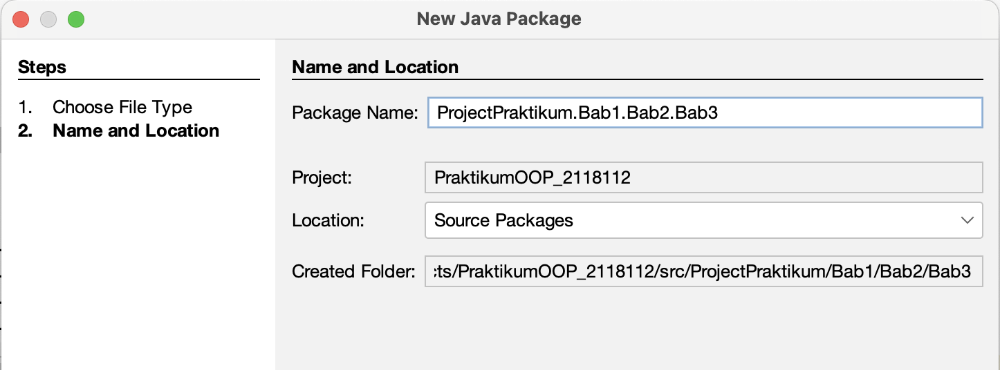 New Java Package
Steps
1. Choose File Type
2. Name and Location
Name and Location
Package Name: ProjectPraktikum.Bab1.Bab2.Bab3
Project: PraktikumOOP_2118112
Location: Source Packages
Created Folder: :ts/PraktikumOOP_2118112/src/ProjectPraktikum/Bab1/Bab2/Bab3